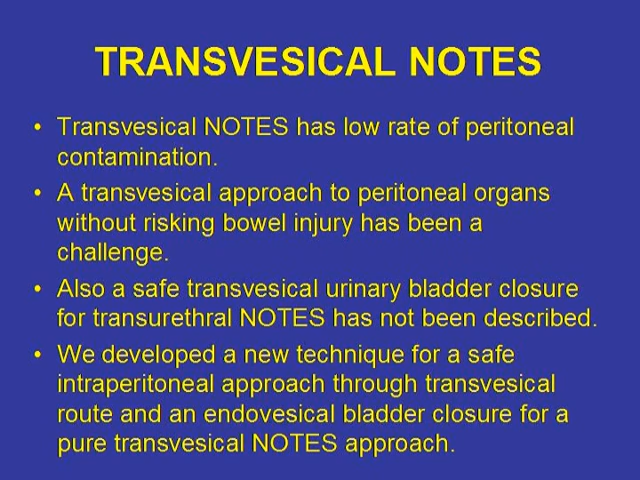 TRANSVESICAL NOTES
• Transvesical NOTES has low rate of peritoneal
contamination.
• A transvesical approach to peritoneal organs
without risking bowel injury has been a
challenge.
• Also a safe transvesical urinary bladder closure
for transurethral NOTES has not been described.
• We developed a new technique for a safe
intraperitoneal approach through transvesical
route and an endovesical bladder closure for a
pure transvesical NOTES approach.